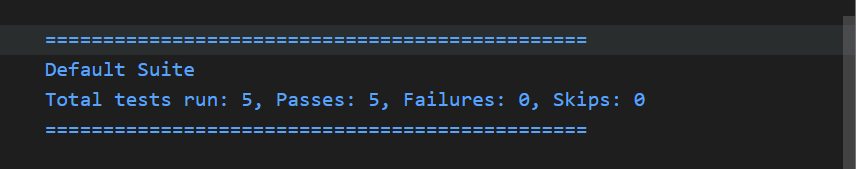 ===============================================
Default Suite
Total tests run: 5, Passes: 5, Failures: 0, Skips: 0
===============================================